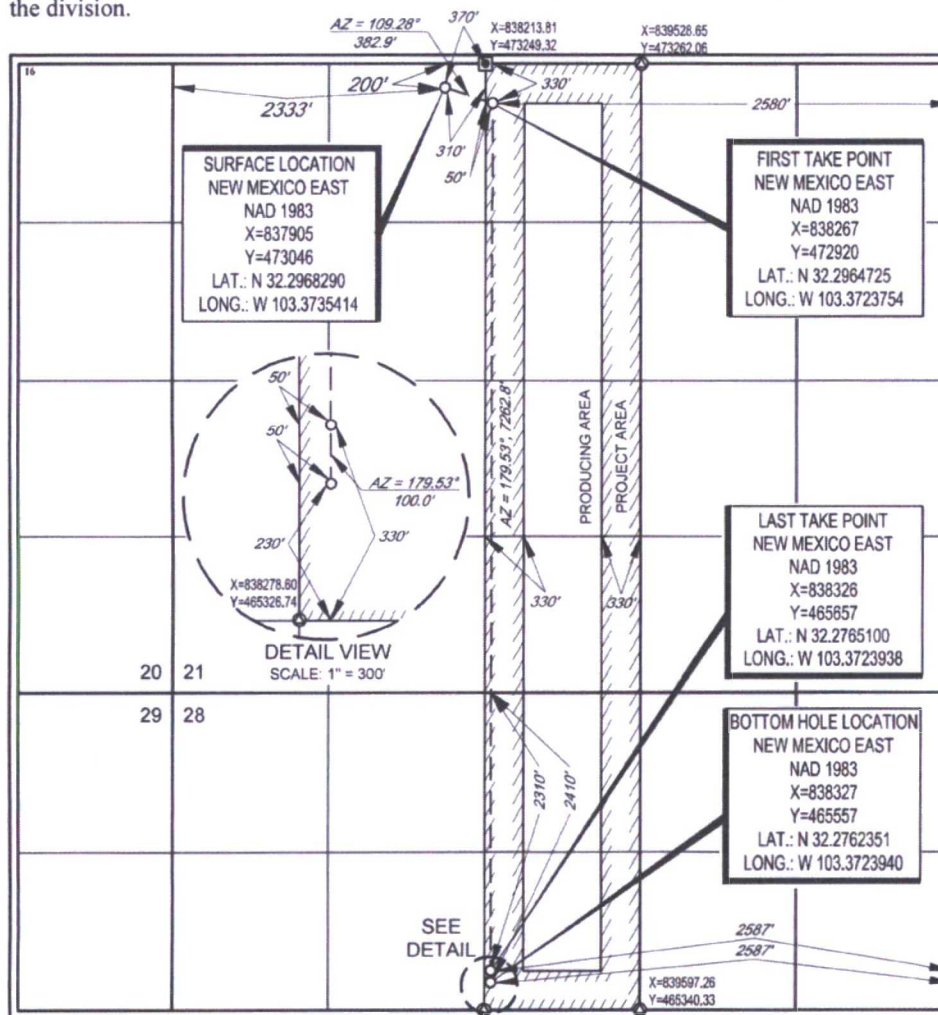 the division.
AZ = 109.28°
382.9'
370'
X=838213.81
Y=473249.32
X=839528.65
Y=473262.06
16
200'
330'
2333'
2580'
310'
50'
SURFACE LOCATION
NEW MEXICO EAST
NAD 1983
X=837905
Y=473046
LAT.: N 32.2968290
LONG.: W 103.3735414
FIRST TAKE POINT
NEW MEXICO EAST
NAD 1983
X=838267
Y=472920
LAT.: N 32.2964725
LONG.: W 103.3723754
50'
50'
AZ = 179.53°
100.0'
230'
330'
X=838278.60
Y=465326.74
DETAIL VIEW
SCALE: 1" = 300'
AZ = 179.53°, 7262.8'
PRODUCING AREA
PROJECT AREA
330'
330'
LAST TAKE POINT
NEW MEXICO EAST
NAD 1983
X=838326
Y=465657
LAT.: N 32.2765100
LONG.: W 103.3723938
20 21
29 28
2310'
2410'
BOTTOM HOLE LOCATION
NEW MEXICO EAST
NAD 1983
X=838327
Y=465557
LAT.: N 32.2762351
LONG.: W 103.3723940
SEE
DETAIL
2587'
2587'
X=839597.26
Y=465340.33